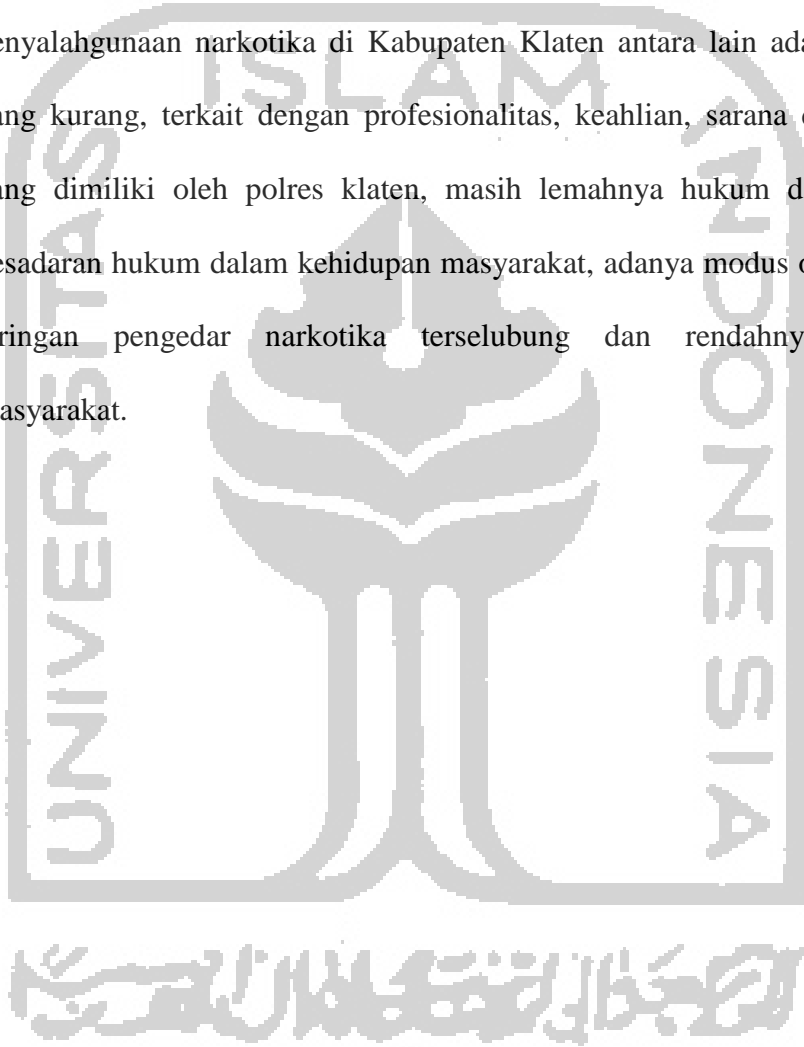 enyalahgunaan narkotika di Kabupaten Klaten antara lain ada
ang kurang, terkait dengan profesionalitas, keahlian, sarana
ang dimiliki oleh polres klaten, masih lemahnya hukum d
esadaran hukum dalam kehidupan masyarakat, adanya modus o
ringan pengedar narkotika terselubung dan rendahny
asyarakat.
UNIVERSITAS
ISLAM
INDONESIA